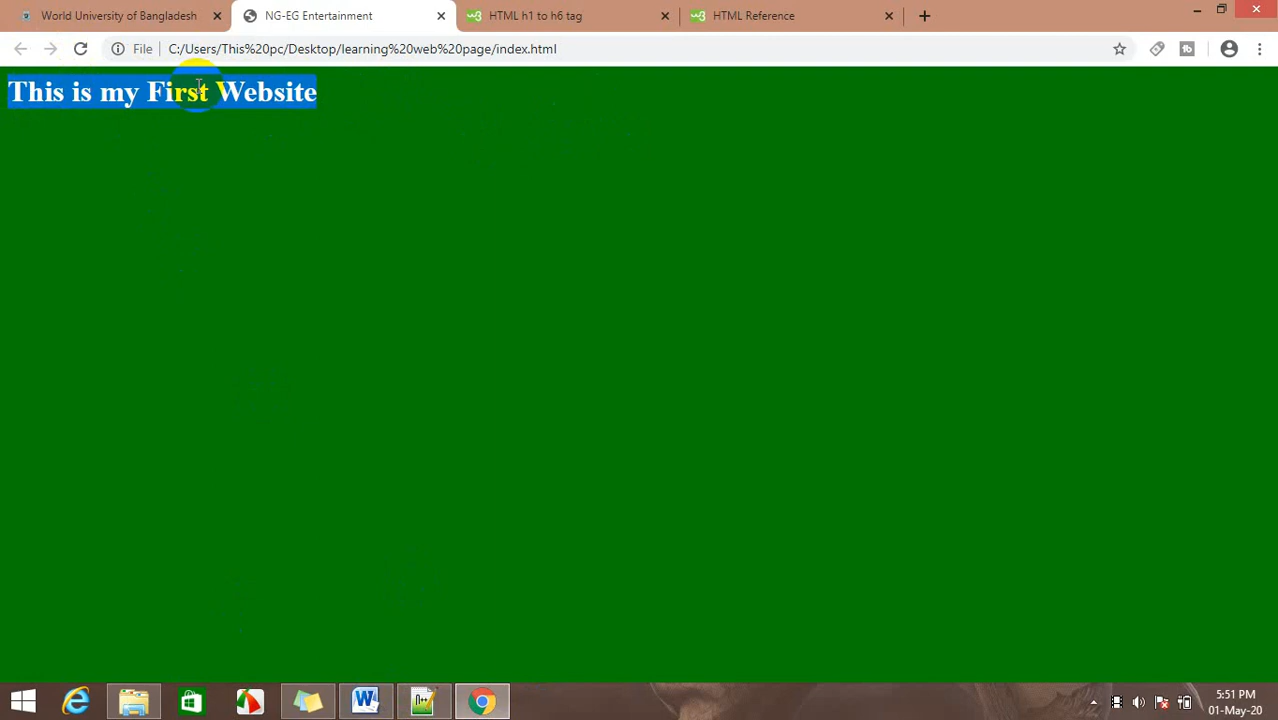 World University of Bangladesh
NG-EG Entertainment
HTML h1 to h6 tag
HTML Reference
File
C:/Users/This%20pc/Desktop/learning%20web%20page/index.html
This is my First Website
5:51 PM
01-May-20